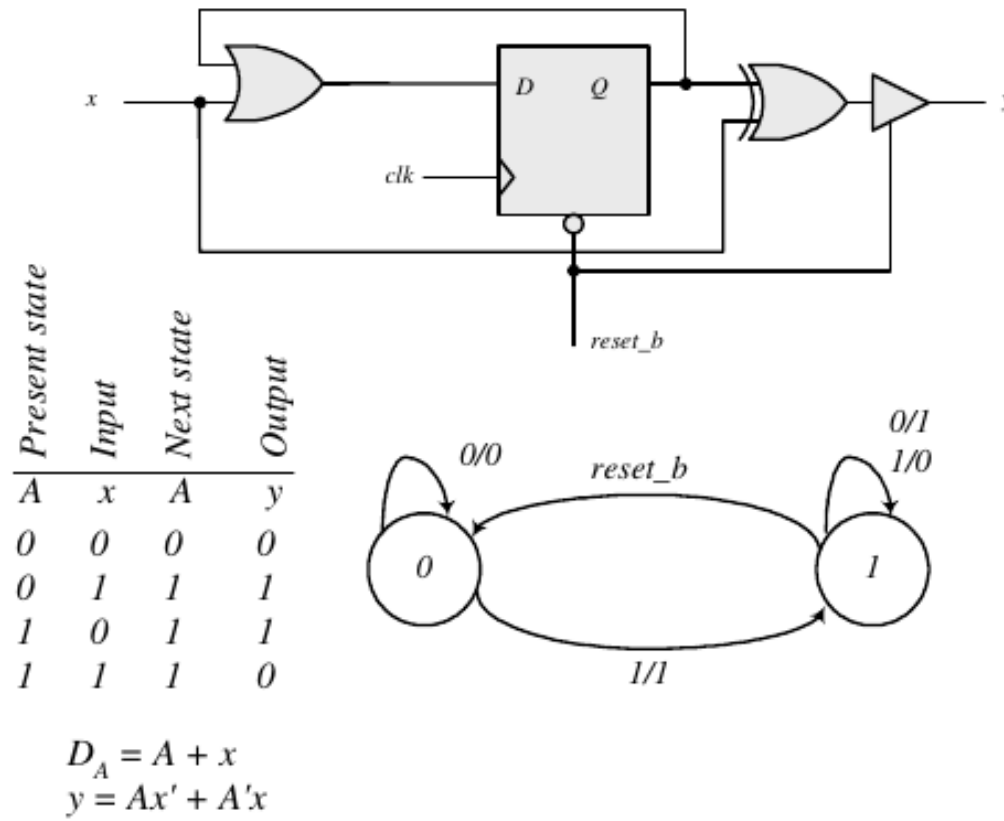 x
D Q
clk
reset_b
Present state
Input
Next state
Output
A x A y
0 0 0 0
0 1 1 1
1 0 1 1
1 1 1 0
D_A = A + x
y = Ax' + A'x
0/0
reset_b
0/1
1/0
0
1
1/1